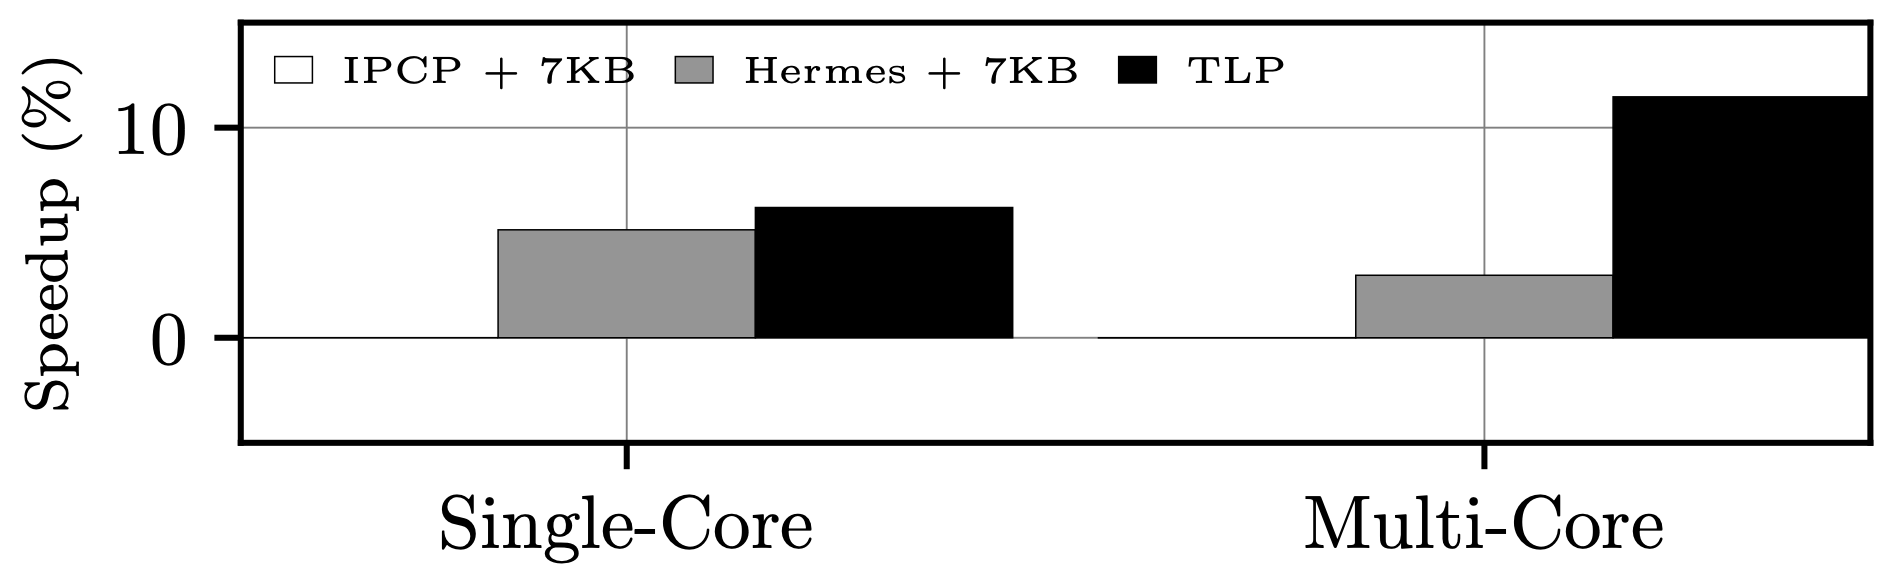 IPCP + 7KB Hermes + 7KB TLP
Speedup (%)
10
0
Single-Core Multi-Core